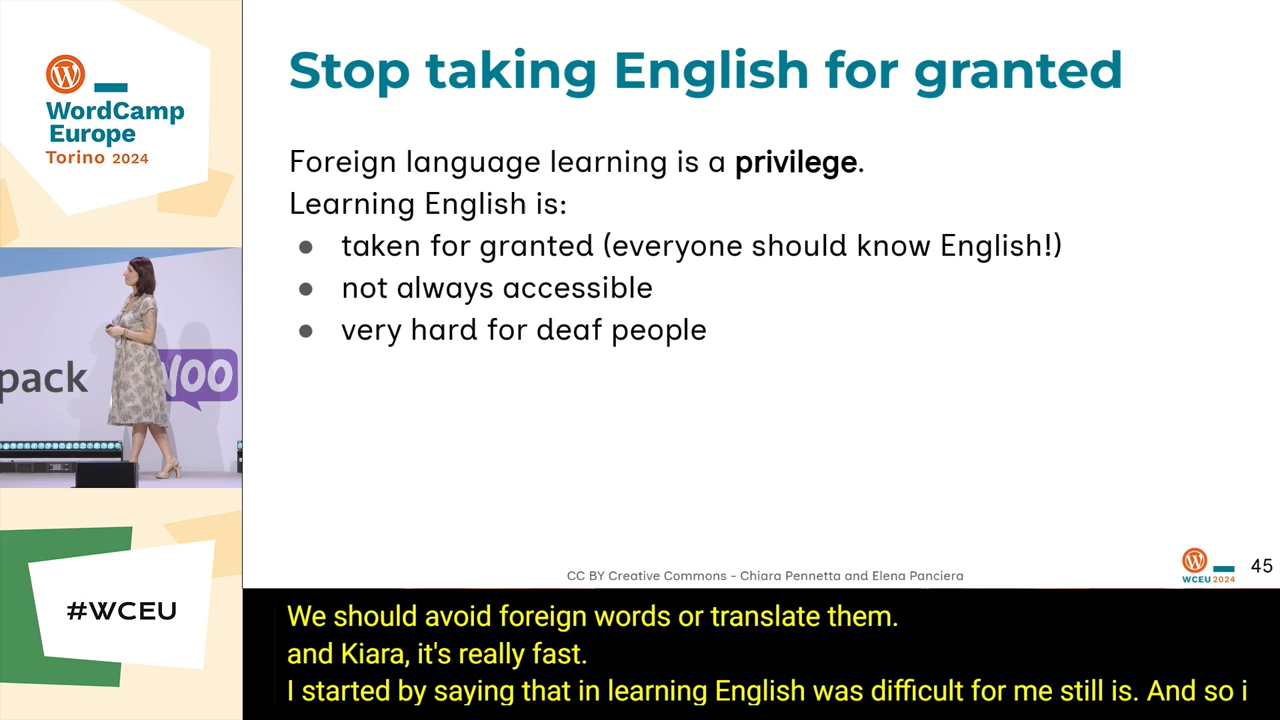 WordCamp
Europe
Torino 2024
pack
WOO
#WCEU
Stop taking English for granted
Foreign language learning is a privilege.
Learning English is:
● taken for granted (everyone should know English!)
● not always accessible
● very hard for deaf people
CC BY Creative Commons - Chiara Pennetta and Elena Panciera
WCEU 2024
45
We should avoid foreign words or translate them.
and Kiara, it's really fast.
I started by saying that in learning English was difficult for me still is. And so i